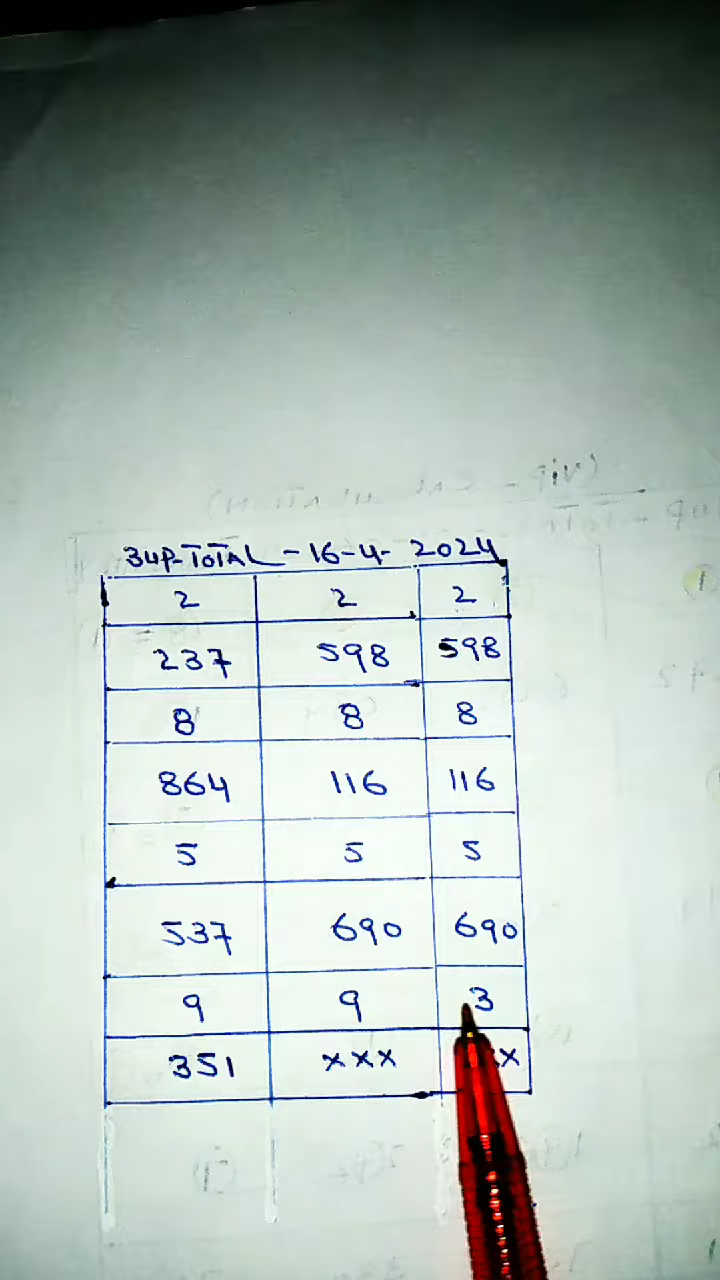 3UP-TOTAL-16-4-2024
2 2 2
237 598 598
8 8 8
864 116 116
5 5 5
537 690 690
9 9 3
351 xxx xx